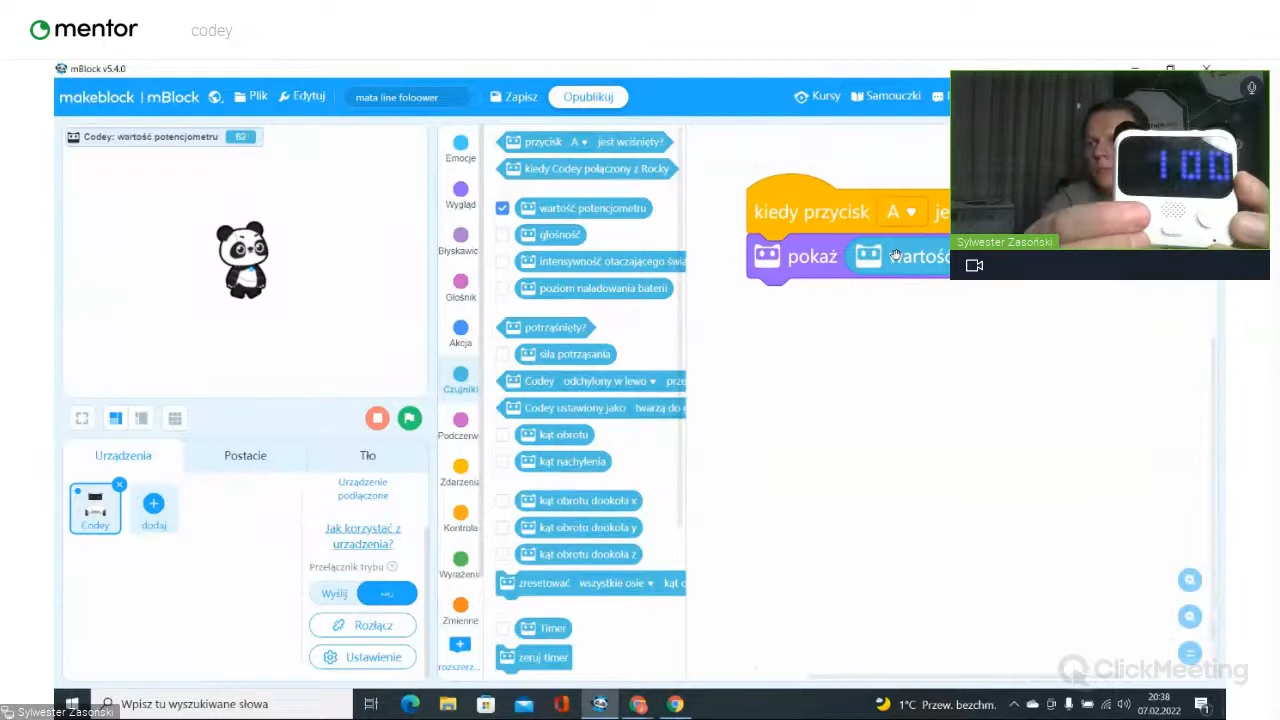 mentor
codey
mBlock v5.4.0
makeblock | mBlock
Plik
Edytuj
mata line foloower
Zapisz
Opublikuj
Kursy
Samouczki
Codey: wartość potencjometru 62
Emocje
Wygląd
Błyskawic
Głośnik
Akcja
Czujniki
Podczerw
Zdarzenia
Kontrola
Wyrażenia
Zmienne
rozszerz...
przycisk A ▾ jest wciśnięty?
kiedy Codey połączony z Rocky
wartość potencjometru
głośność
intensywność otaczającego świa
poziom naładowania baterii
potrząśnięty?
siła potrząsania
Codey odchylony w lewo ▾ prze
Codey ustawiony jako twarzą do
kąt obrotu
kąt nachylenia
kąt obrotu dookoła x
kąt obrotu dookoła y
kąt obrotu dookoła z
zresetować wszystkie osie ▾ kąt o
Timer
zeruj timer
kiedy przycisk A ▾ je
pokaż wartość
100
Sylwester Zasoński
Urządzenia
Postacie
Tło
Codey
dodaj
Urządzenie
podłączone
Jak korzystać z
urządzenia?
Przełącznik trybu
Wyślij
Rozłącz
Ustawienie
ClickMeeting
Wpisz tu wyszukiwane słowa
1°C Przew. bezchm.
20:38
07.02.2022
Sylwester Zasoński